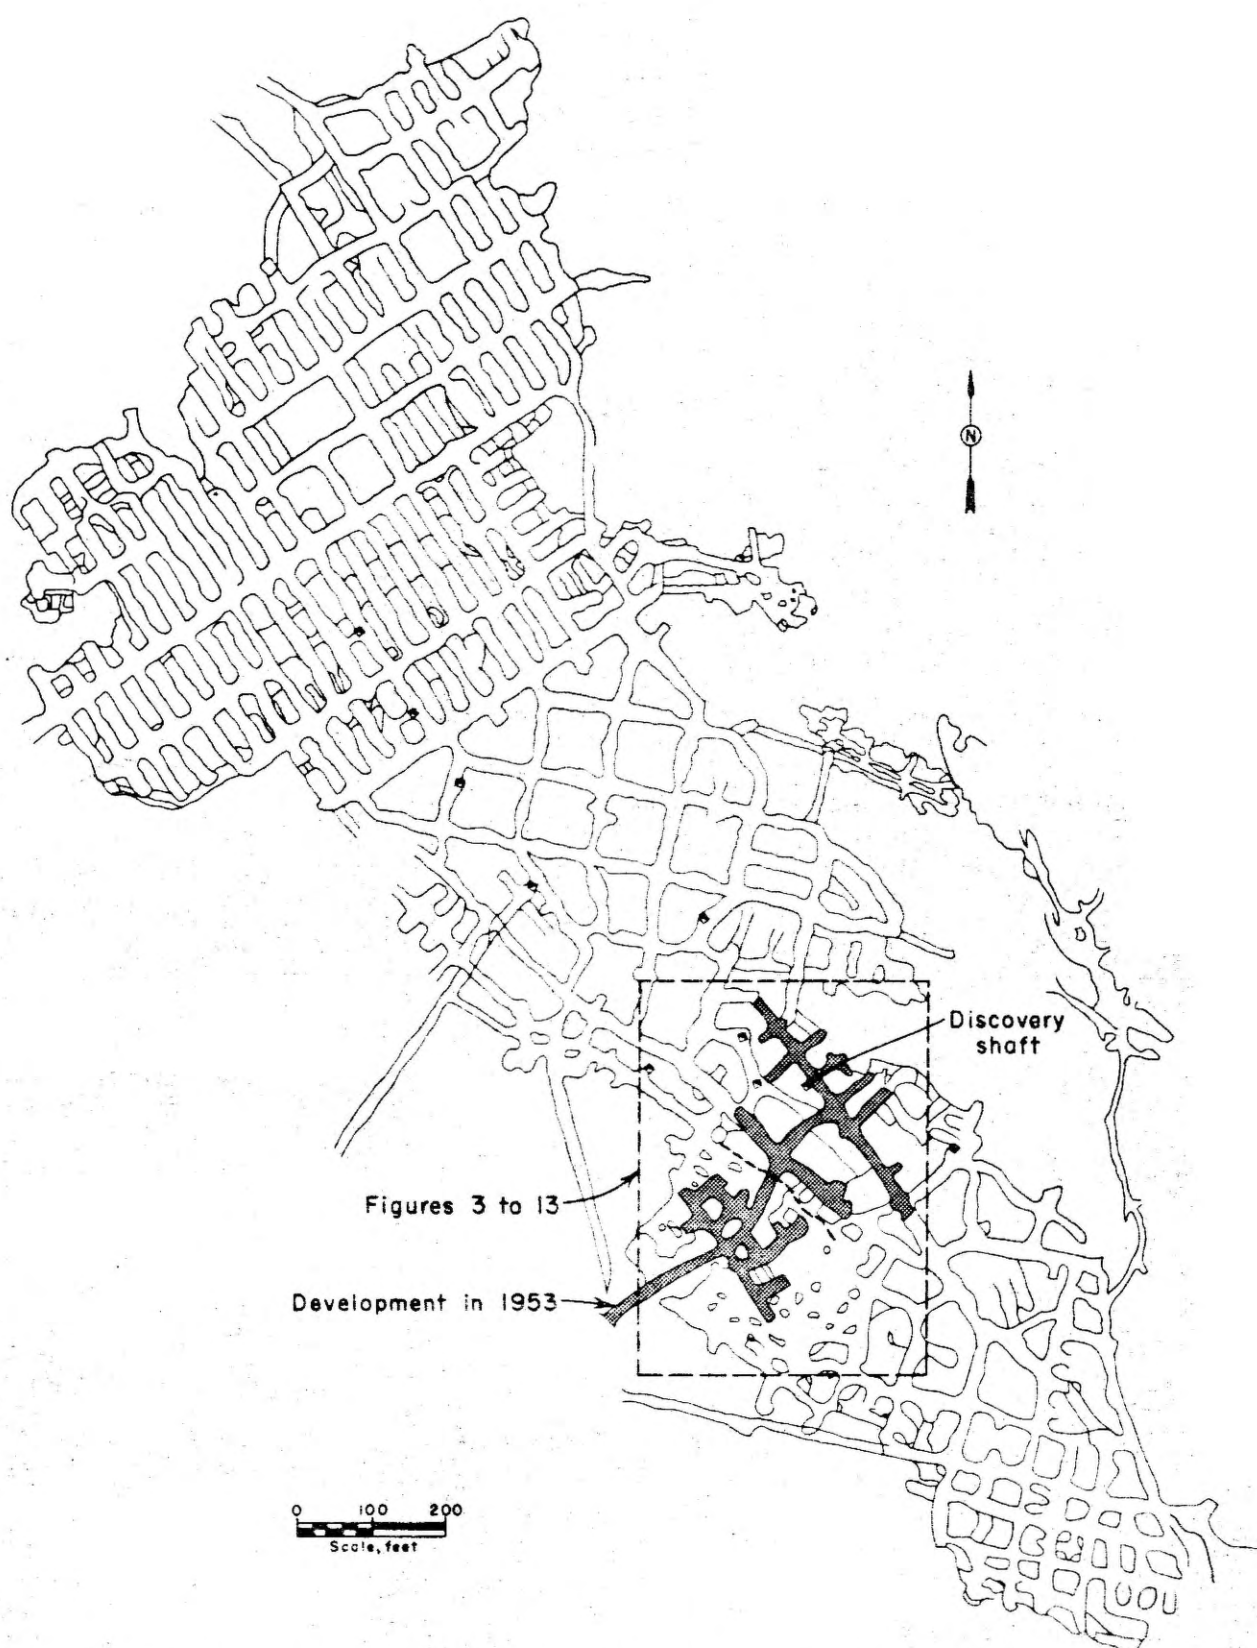 N
Discovery
shaft
Figures 3 to 13
Development in 1953
0 100 200
Scale, feet